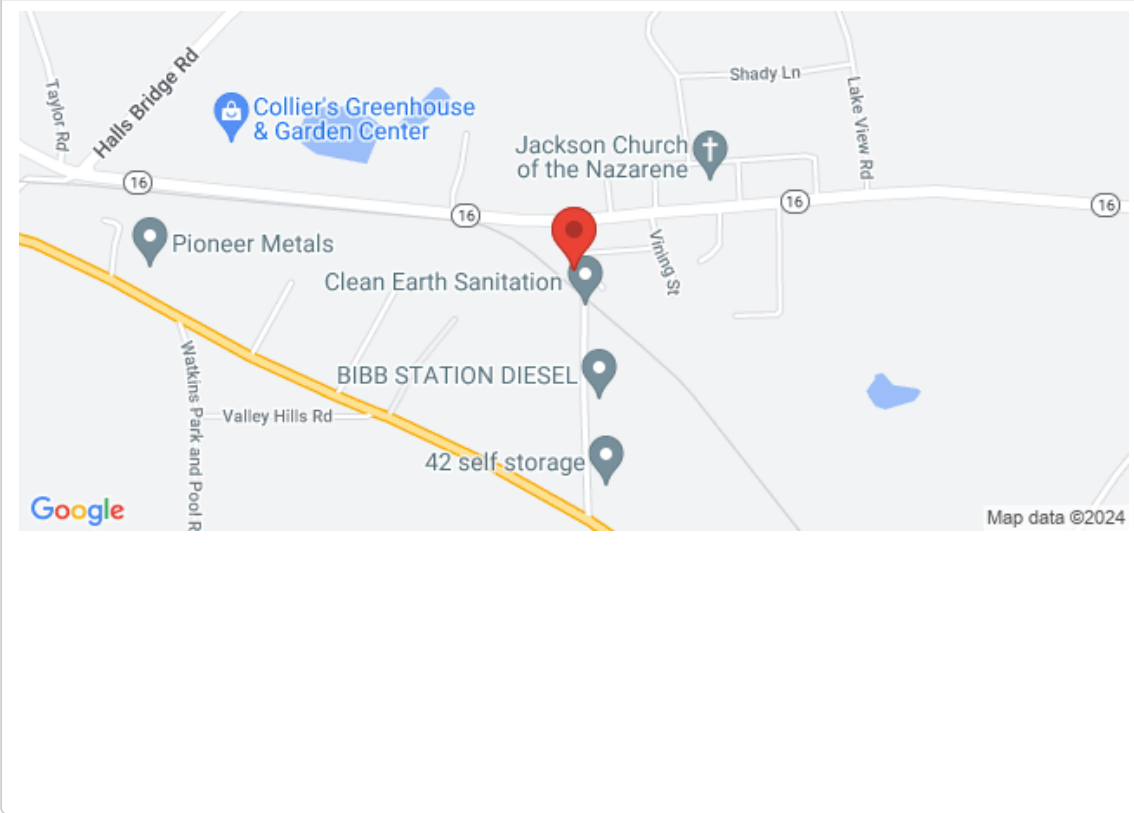 Shady Ln
Taylor Rd
Halls Bridge Rd
Lake View Rd
Collier's Greenhouse
& Garden Center
Jackson Church
of the Nazarene
16
16
16
16
Pioneer Metals
Vining St
Clean Earth Sanitation
BIBB STATION DIESEL
Watkins Park and Pool R
Valley Hills Rd
42 self storage
Google
Map data ©2024